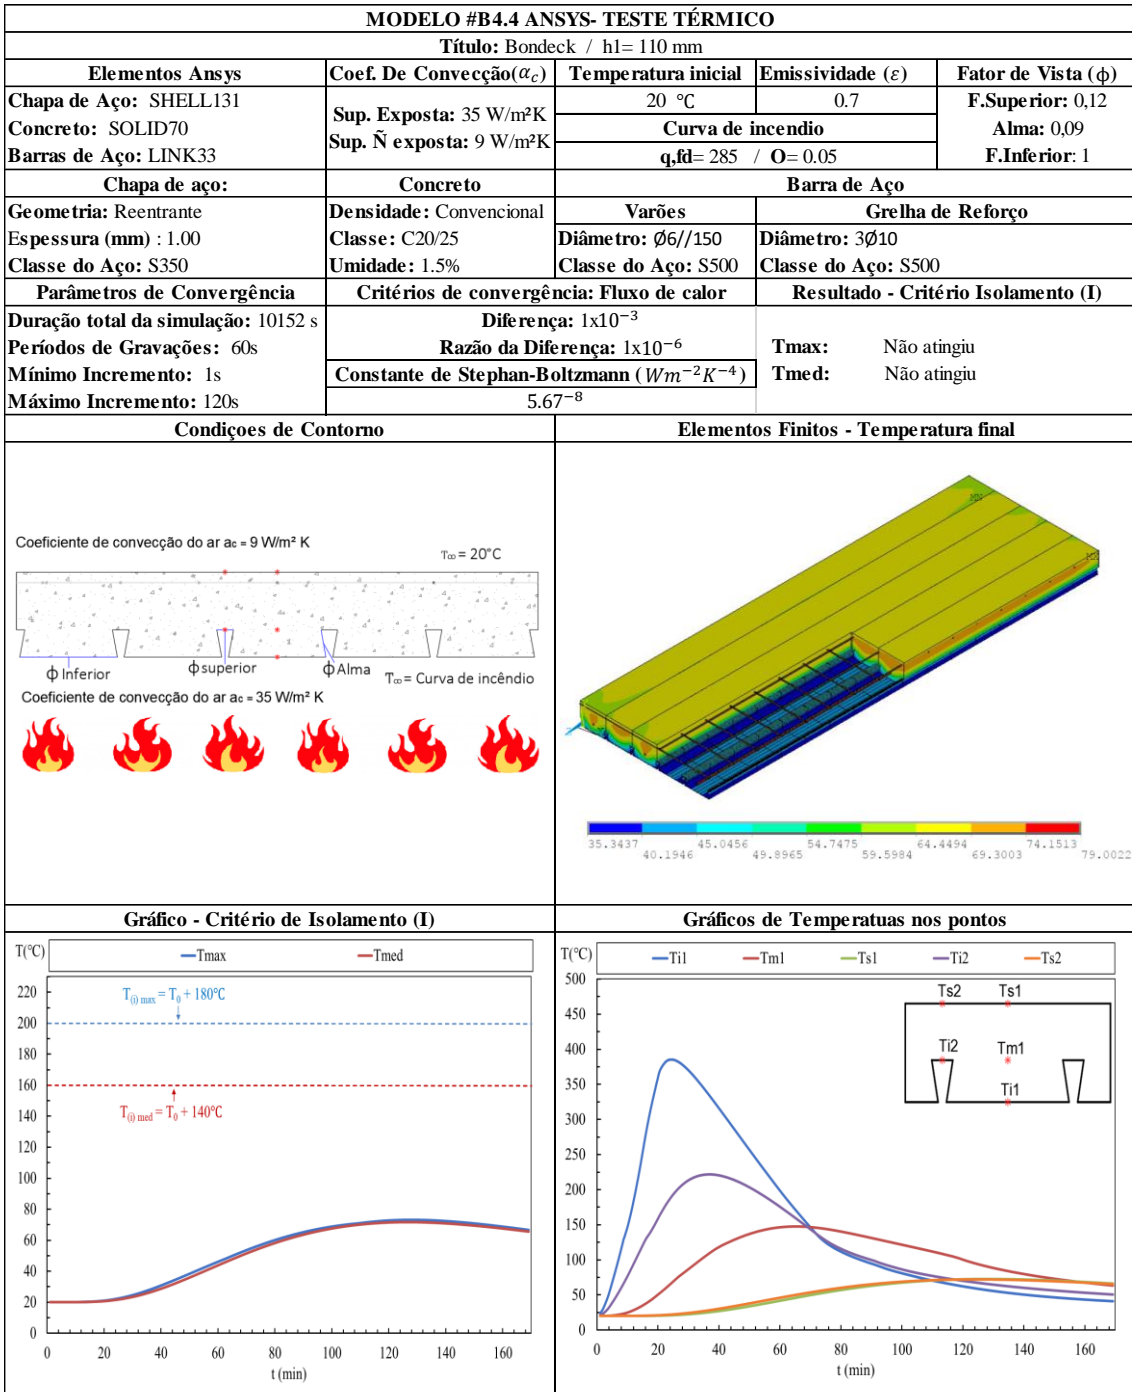 MODELO #B4.4 ANSYS- TESTE TÉRMICO
Título: Bondeck / h1= 110 mm
Elementos Ansys
Chapa de Aço: SHELL131
Concreto: SOLID70
Barras de Aço: LINK33
Coef. De Convecção(α_c)
Sup. Exposta: 35 W/m²K
Sup. Ñ exposta: 9 W/m²K
Temperatura inicial
20 °C
Emissividade (ε)
0.7
Curva de incendio
q,fd= 285 / O= 0.05
Fator de Vista (ϕ)
F.Superior: 0,12
Alma: 0,09
F.Inferior: 1
Chapa de aço:
Geometria: Reentrante
Espessura (mm) : 1.00
Classe do Aço: S350
Concreto
Densidade: Convencional
Classe: C20/25
Umidade: 1.5%
Barra de Aço
Varões
Diâmetro: Ø6//150
Classe do Aço: S500
Grelha de Reforço
Diâmetro: 3Ø10
Classe do Aço: S500
Parâmetros de Convergência
Duração total da simulação: 10152 s
Períodos de Gravações: 60s
Mínimo Incremento: 1s
Máximo Incremento: 120s
Critérios de convergência: Fluxo de calor
Diferença: 1x10⁻³
Razão da Diferença: 1x10⁻⁶
Constante de Stephan-Boltzmann ( Wm⁻²K⁻⁴)
5.67⁻⁸
Resultado - Critério Isolamento (I)
Tmax: Não atingiu
Tmed: Não atingiu
Condiçoes de Contorno
Coeficiente de convecção do ar aᴄ = 9 W/m² K
T∞ = 20°C
ϕ Inferior
ϕ superior
ϕ Alma
T∞= Curva de incêndio
Coeficiente de convecção do ar aᴄ = 35 W/m² K
Elementos Finitos - Temperatura final
35.3437 45.0456 54.7475 64.4494 74.1513
40.1946 49.8965 59.5984 69.3003 79.0022
Gráfico - Critério de Isolamento (I)
T(°C)
Tmax Tmed
220
200
180
160
140
120
100
80
60
40
20
0
T(i) max = T₀ + 180°C
T(i) med = T₀ + 140°C
0 20 40 60 80 100 120 140 160
t (min)
Gráficos de Temperatuas nos pontos
T(°C)
Ti1 Tm1 Ts1 Ti2 Ts2
500
450
400
350
300
250
200
150
100
50
0
Ts2 Ts1
Ti2 Tm1
Ti1
0 20 40 60 80 100 120 140 160
t (min)